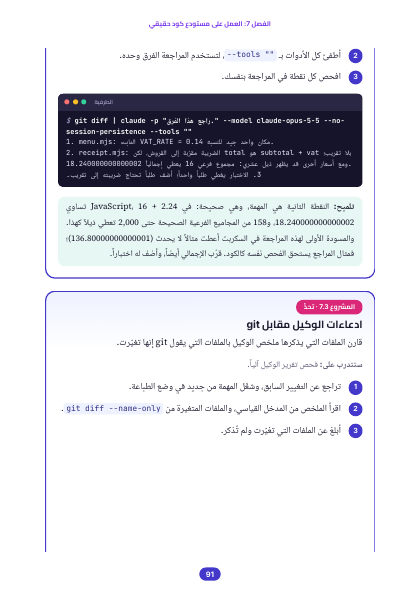 الفصل 7: العمل على مستودع كود حقيقي
2 أطفئ كل الأدوات بـ --tools "" ، لتستخدم المراجعة الفرق وحده.
3 افحص كل نقطة في المراجعة بنفسك.
الطرفية
$ git diff | claude -p "راجع هذا الفرق." --model claude-opus-5-5 --no-
session-persistence --tools ""
1. menu.mjs: الثابت VAT_RATE = 0.14 مكانه واحد جيد للنسبة.
2. receipt.mjs: الضريبة مقرّبة إلى القروش، لكن total هو subtotal + vat بلا تقريب؛
ومع أسعار أخرى قد يظهر ذيل عشري: مجموع فرعي 16 يعطي إجمالياً 18.240000000000002.
3. الاختبار يغطي طلباً واحداً؛ أضف طلباً تحتاج ضريبته إلى تقريب.
تلميح: النقطة الثانية هي المهمة، وهي صحيحة: في JavaScript، 16 + 2.24 تساوي
18.240000000000002، و158 من المجاميع الفرعية الصحيحة حتى 2,000 تعطي ذيلاً كهذا.
والمسودة الأولى لهذه المراجعة في السكربت أعطت مثالاً لا يحدث (136.80000000000001)؛
فمثال المراجع يستحق الفحص نفسه كالكود. قرّب الإجمالي أيضاً، وأضف له اختباراً.
المشروع 7.3 · تحدٍّ
ادعاءات الوكيل مقابل git
قارن الملفات التي يذكرها ملخص الوكيل بالملفات التي يقول git إنها تغيّرت.
ستتدرب على: فحص تقرير الوكيل آلياً.
1 تراجع عن التغيير السابق، وشغّل المهمة من جديد في وضع الطباعة.
2 اقرأ الملخص من المدخل القياسي، والملفات المتغيرة من git diff --name-only .
3 أبلغ عن الملفات التي تغيّرت ولم تُذكر.
91